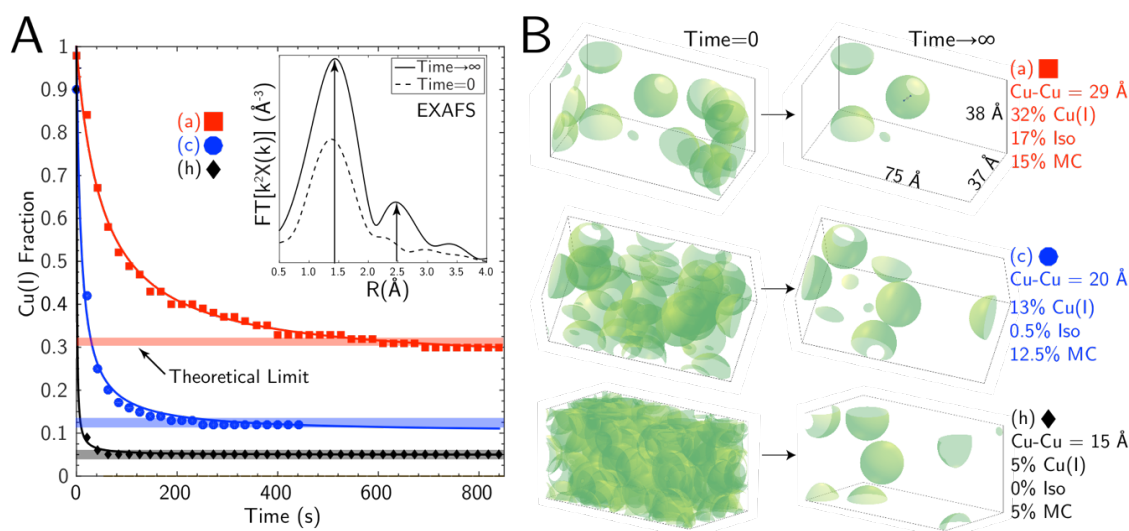 A
1
0.9
0.8
0.7
0.6
0.5
0.4
0.3
0.2
0.1
0
Cu(I) Fraction
0
200
400
600
800
Time (s)
(a)
(c)
(h)
Theoretical Limit
Time→∞
Time=0
EXAFS
FT[k²X(k)] (Å⁻³)
0.5 1.0 1.5 2.0 2.5 3.0 3.5 4.0
R(Å)
B
Time=0
Time→∞
38 Å
75 Å
37 Å
(a)
Cu-Cu = 29 Å
32% Cu(I)
17% Iso
15% MC
(c)
Cu-Cu = 20 Å
13% Cu(I)
0.5% Iso
12.5% MC
(h)
Cu-Cu = 15 Å
5% Cu(I)
0% Iso
5% MC